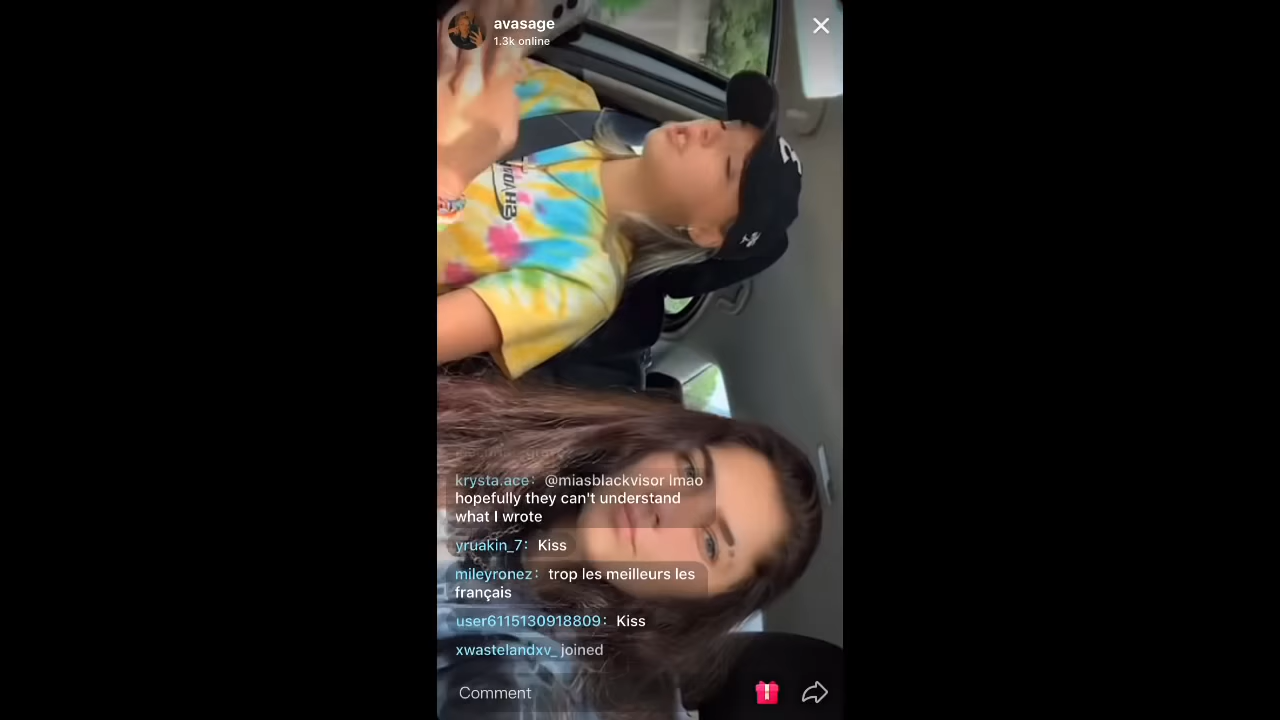 avasage
1.3k online
krysta.ace: @miasblackvisor lmao
hopefully they can't understand
what I wrote
yruakin_7: Kiss
mileyronez: trop les meilleurs les
français
user6115130918809: Kiss
xwastelandxv_ joined
Comment